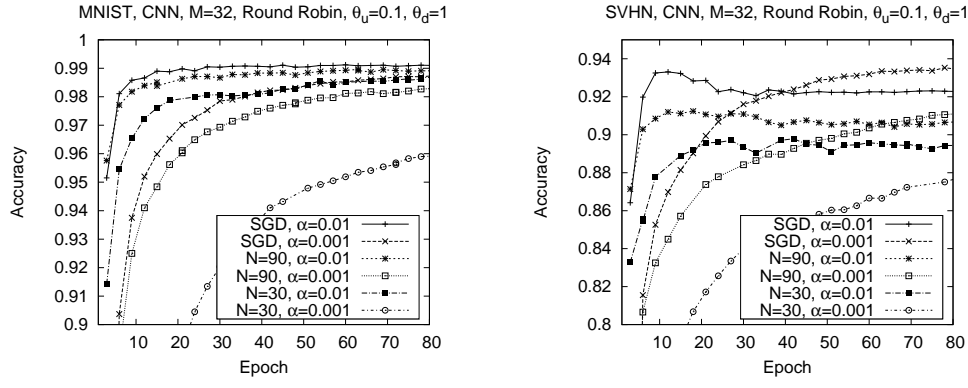 MNIST, CNN, M=32, Round Robin, θu=0.1, θd=1
1
0.99
0.98
0.97
0.96
0.95
0.94
0.93
0.92
0.91
0.9
Accuracy
10 20 30 40 50 60 70 80
Epoch
SGD, α=0.01
SGD, α=0.001
N=90, α=0.01
N=90, α=0.001
N=30, α=0.01
N=30, α=0.001
SVHN, CNN, M=32, Round Robin, θu=0.1, θd=1
0.94
0.92
0.9
0.88
0.86
0.84
0.82
0.8
Accuracy
10 20 30 40 50 60 70 80
Epoch
SGD, α=0.01
SGD, α=0.001
N=90, α=0.01
N=90, α=0.001
N=30, α=0.01
N=30, α=0.001